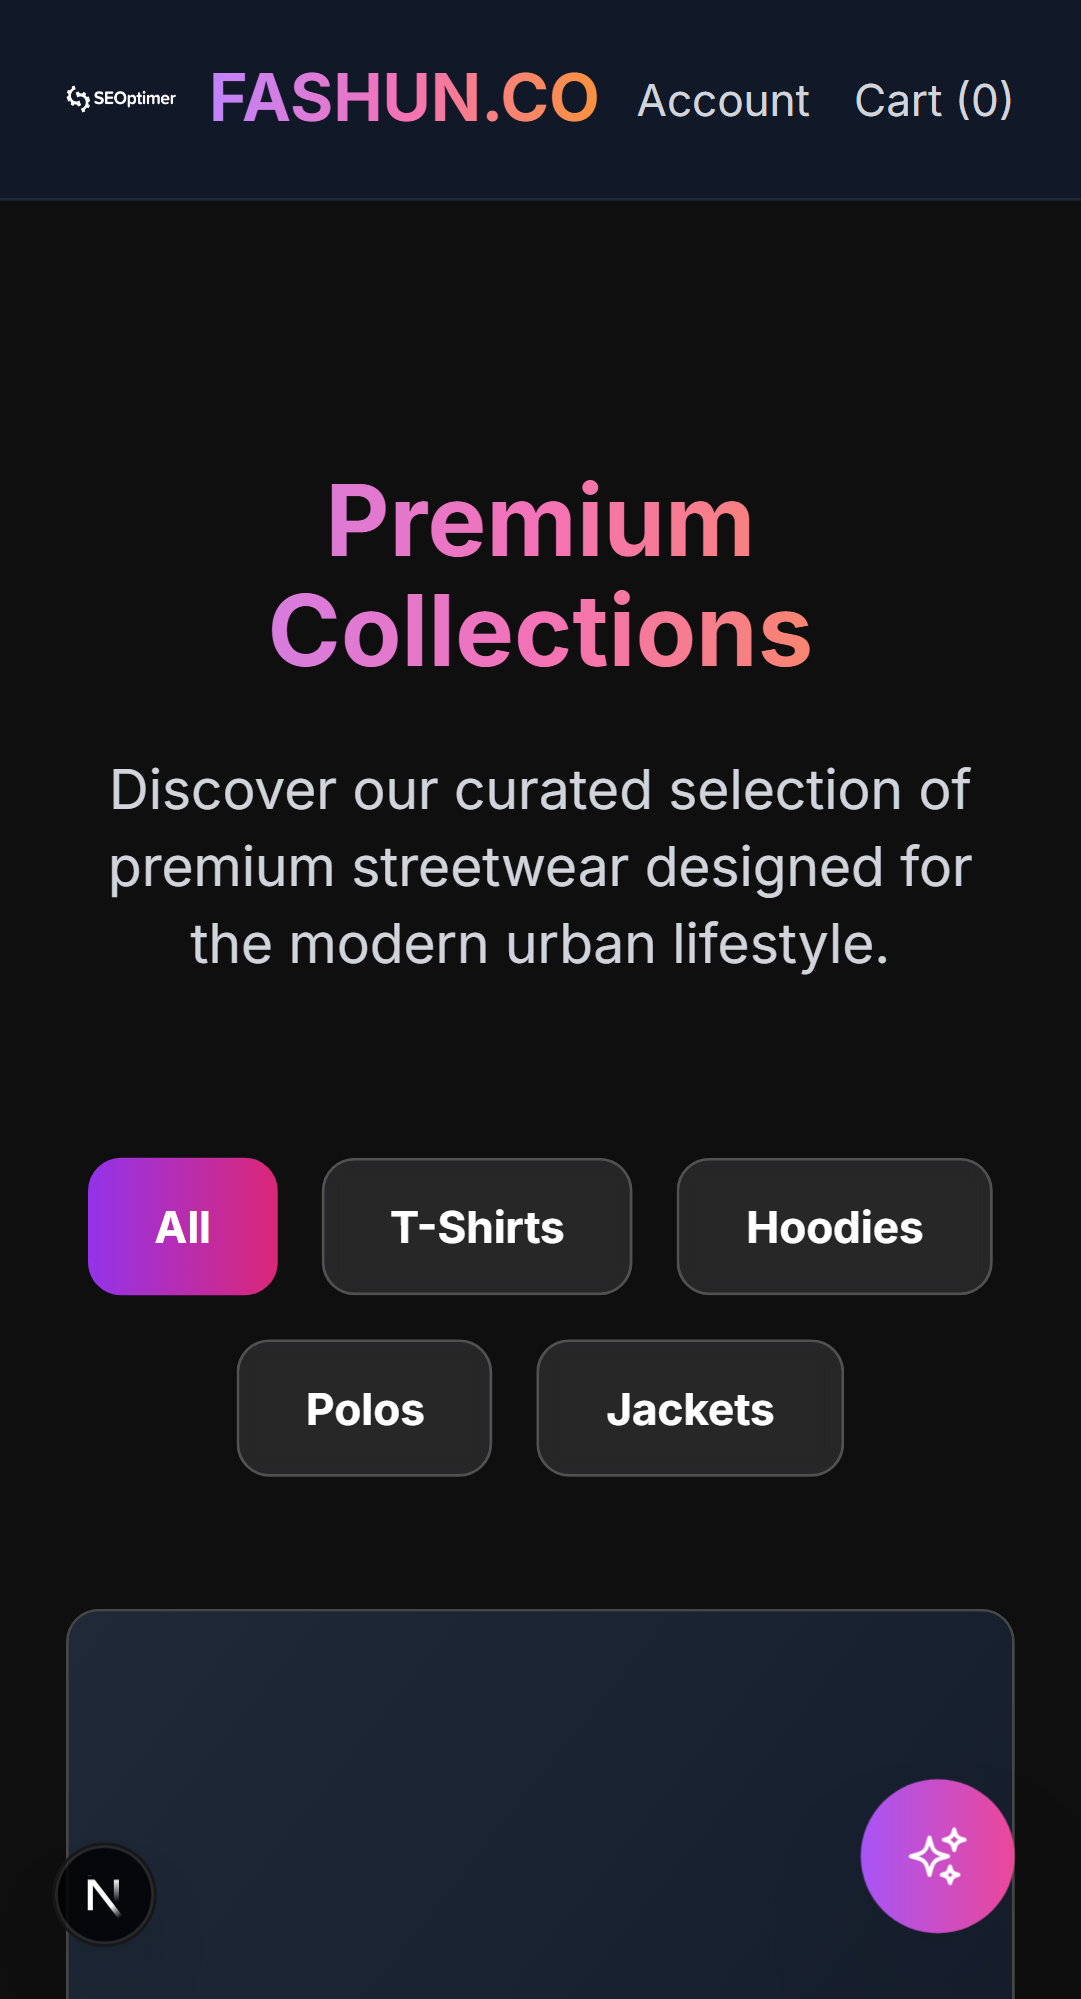 SEOptimer FASHUN.CO Account Cart (0)
Premium
Collections
Discover our curated selection of
premium streetwear designed for
the modern urban lifestyle.
All T-Shirts Hoodies
Polos Jackets
N